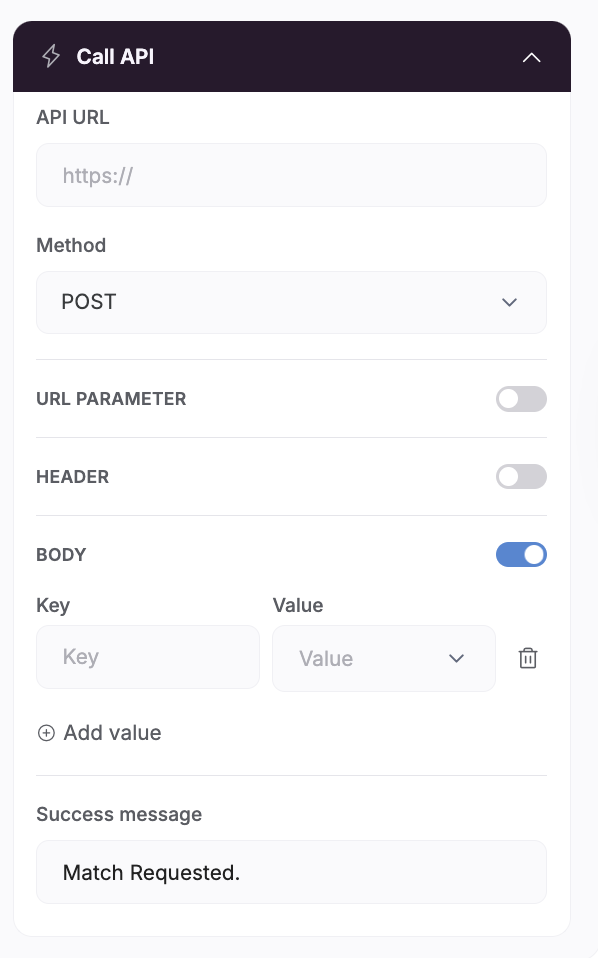 Call API
API URL
https://
Method
POST
URL PARAMETER
HEADER
BODY
Key Value
Key Value
Add value
Success message
Match Requested.